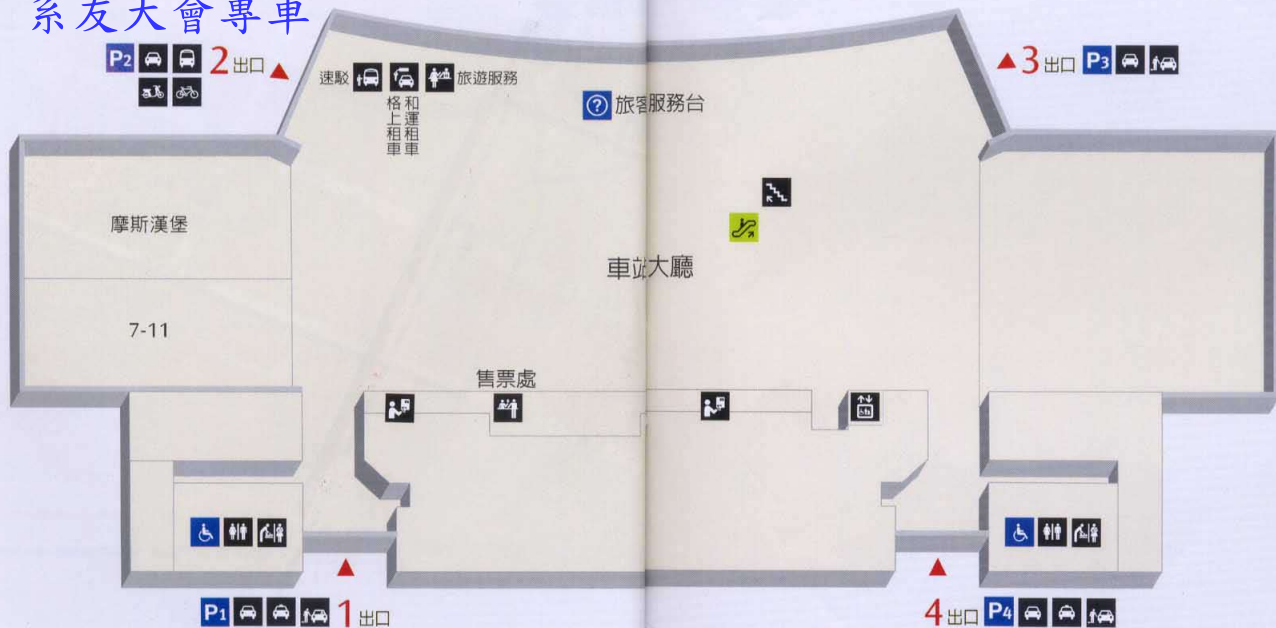 系友大會專車
P2 2 出口
速駁
旅遊服務
格上租車
和運租車
? 旅客服務台
3 出口 P3
摩斯漢堡
7-11
車站大廳
售票處
P1 1 出口
4 出口 P4